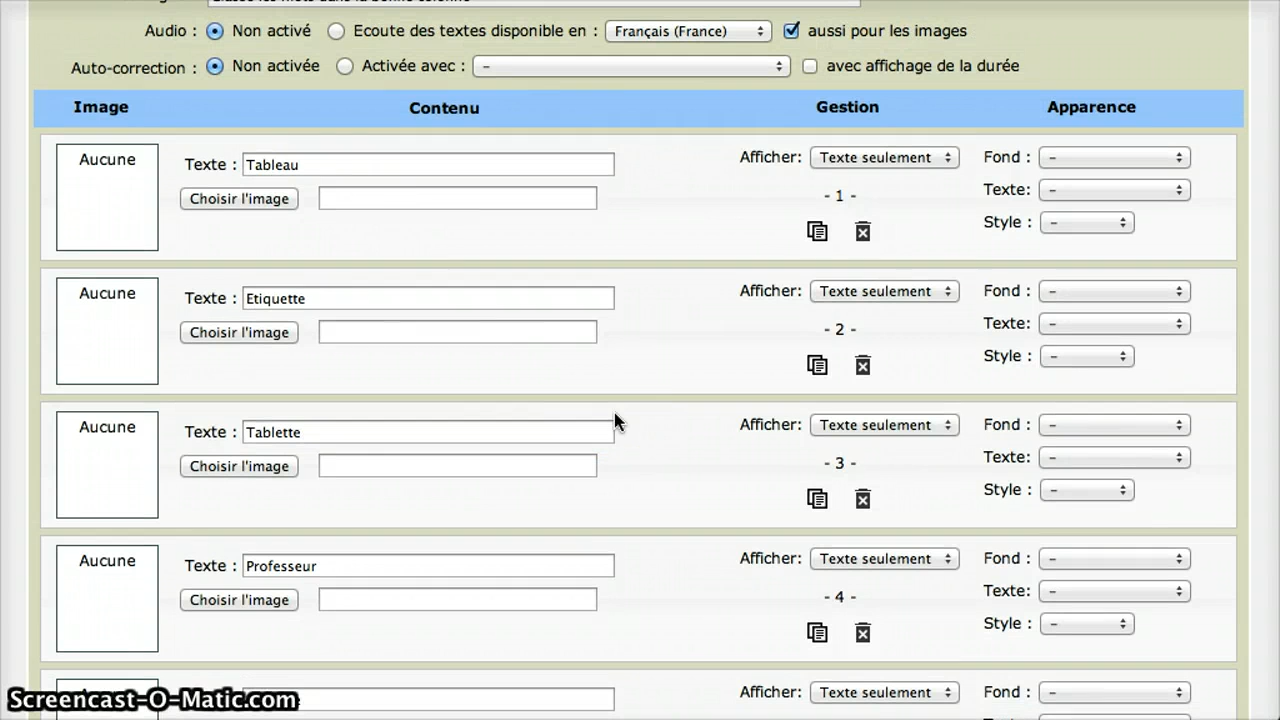 Audio : Non activé Ecoute des textes disponible en : Français (France) aussi pour les images
Auto-correction : Non activée Activée avec : – avec affichage de la durée
Image Contenu Gestion Apparence
Aucune Texte : Tableau Afficher: Texte seulement Fond : –
Choisir l'image - 1 - Texte: –
Style : –
Aucune Texte : Etiquette Afficher: Texte seulement Fond : –
Choisir l'image - 2 - Texte: –
Style : –
Aucune Texte : Tablette Afficher: Texte seulement Fond : –
Choisir l'image - 3 - Texte: –
Style : –
Aucune Texte : Professeur Afficher: Texte seulement Fond : –
Choisir l'image - 4 - Texte: –
Style : –
Afficher: Texte seulement Fond : –
Screencast-O-Matic.com